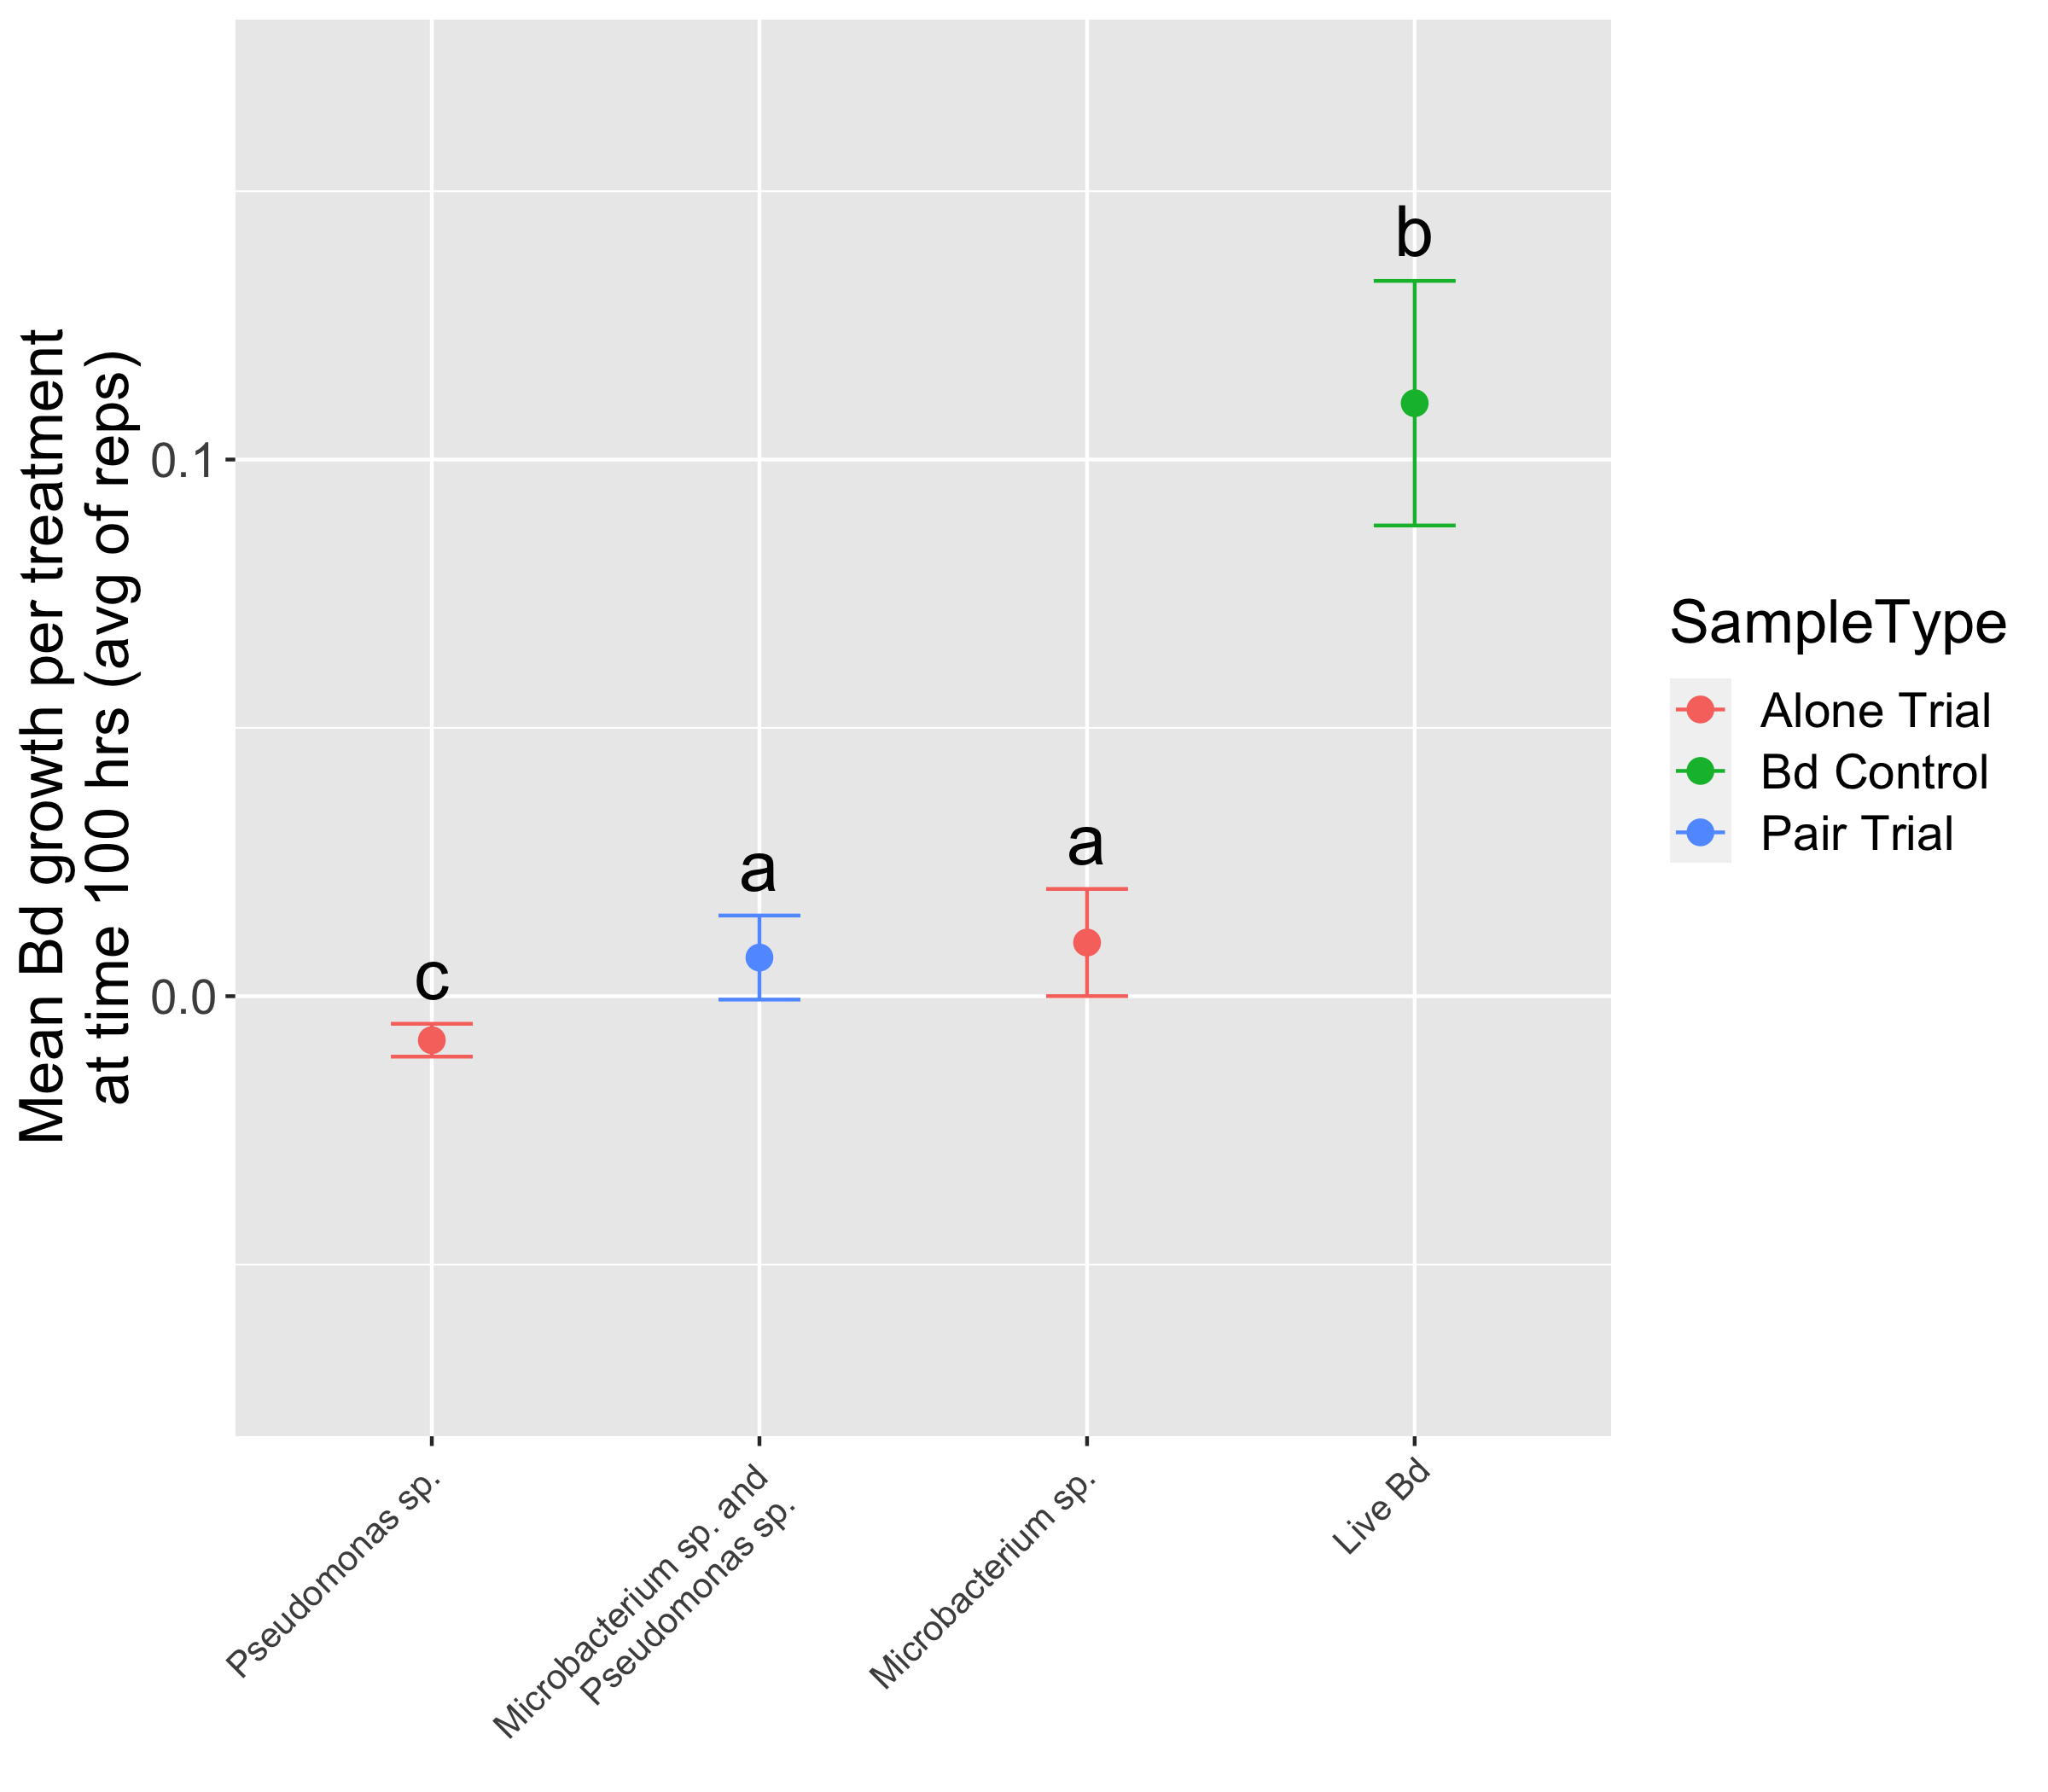 Mean Bd growth per treatment
at time 100 hrs (avg of reps)
0.1
0.0
c
a
a
b
Pseudomonas sp.
Microbacterium sp. and
Pseudomonas sp.
Microbacterium sp.
Live Bd
SampleType
Alone Trial
Bd Control
Pair Trial